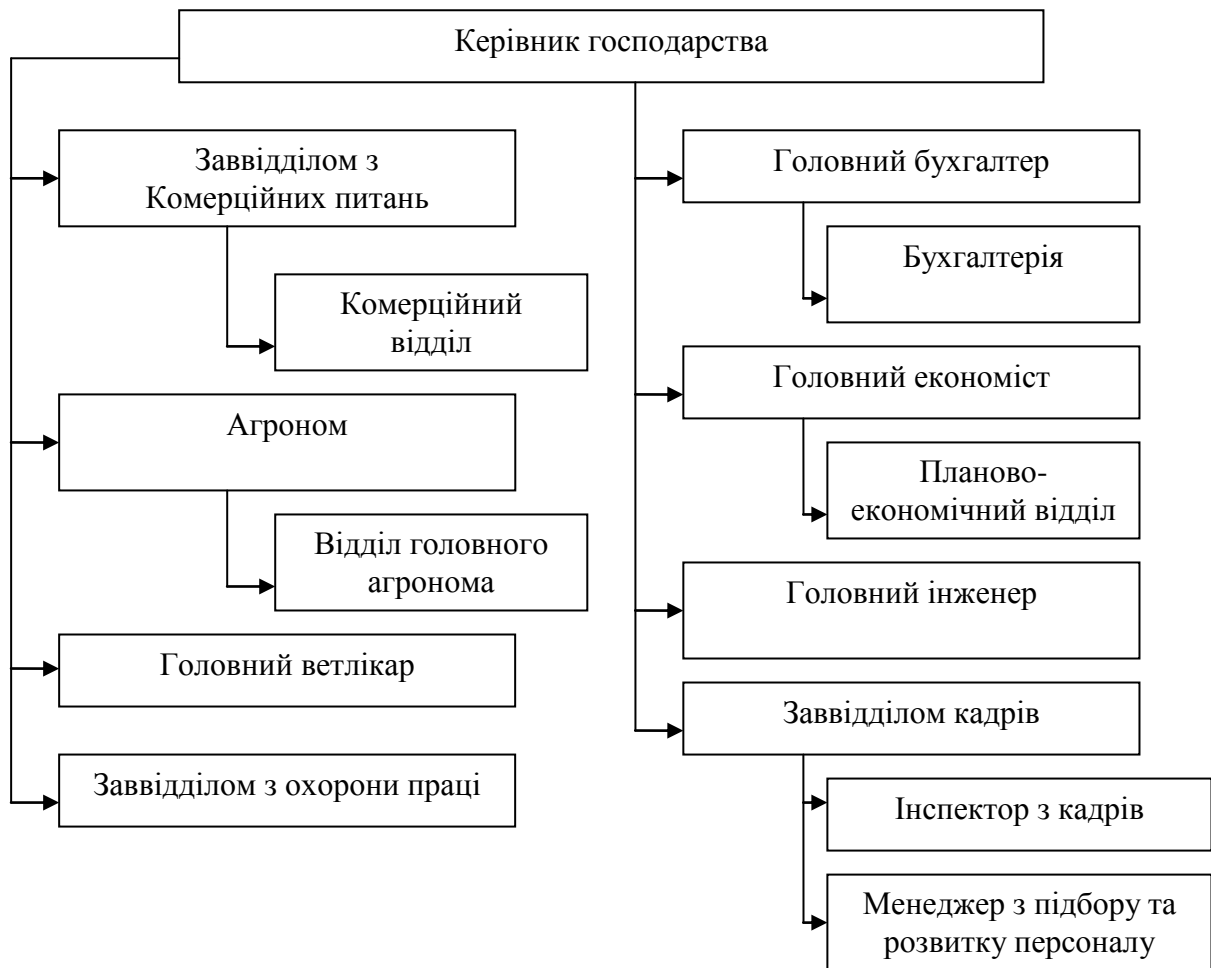 Керівник господарства
Заввідділом з
Комерційних питань
Комерційний
відділ
Агроном
Відділ головного
агронома
Головний ветлікар
Заввідділом з охорони праці
Головний бухгалтер
Бухгалтерія
Головний економіст
Планово-
економічний відділ
Головний інженер
Заввідділом кадрів
Інспектор з кадрів
Менеджер з підбору та
розвитку персоналу